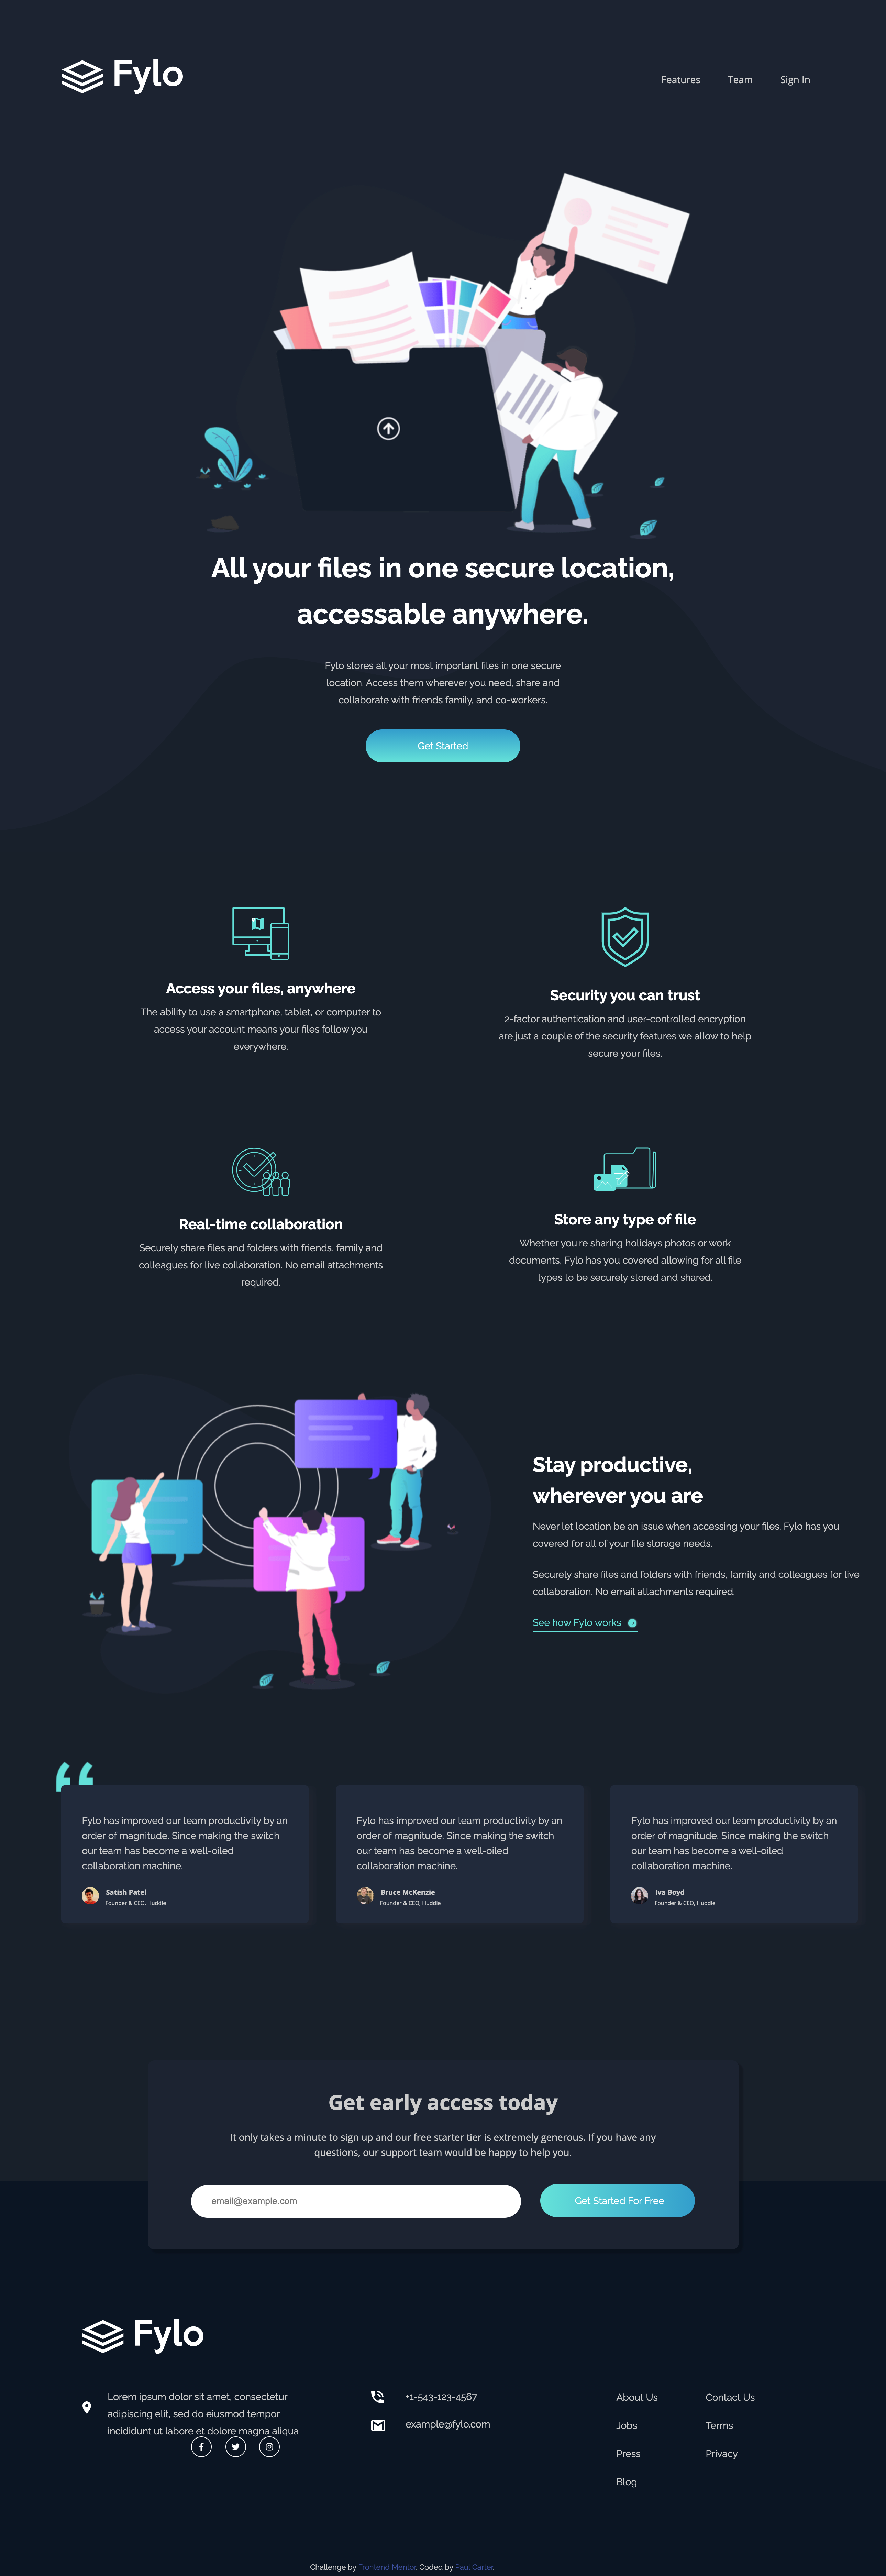 Fylo
Features
Team
Sign In
All your files in one secure location,
accessable anywhere.
Fylo stores all your most important files in one secure
location. Access them wherever you need, share and
collaborate with friends family, and co-workers.
Get Started
Access your files, anywhere
The ability to use a smartphone, tablet, or computer to
access your account means your files follow you
everywhere.
Security you can trust
2-factor authentication and user-controlled encryption
are just a couple of the security features we allow to help
secure your files.
Real-time collaboration
Securely share files and folders with friends, family and
colleagues for live collaboration. No email attachments
required.
Store any type of file
Whether you're sharing holidays photos or work
documents, Fylo has you covered allowing for all file
types to be securely stored and shared.
Stay productive,
wherever you are
Never let location be an issue when accessing your files. Fylo has you
covered for all of your file storage needs.
Securely share files and folders with friends, family and colleagues for live
collaboration. No email attachments required.
See how Fylo works
Fylo has improved our team productivity by an
order of magnitude. Since making the switch
our team has become a well-oiled
collaboration machine.
Satish Patel
Founder & CEO, Huddle
Fylo has improved our team productivity by an
order of magnitude. Since making the switch
our team has become a well-oiled
collaboration machine.
Bruce McKenzie
Founder & CEO, Huddle
Fylo has improved our team productivity by an
order of magnitude. Since making the switch
our team has become a well-oiled
collaboration machine.
Iva Boyd
Founder & CEO, Huddle
Get early access today
It only takes a minute to sign up and our free starter tier is extremely generous. If you have any
questions, our support team would be happy to help you.
email@example.com
Get Started For Free
Fylo
Lorem ipsum dolor sit amet, consectetur
adipiscing elit, sed do eiusmod tempor
incididunt ut labore et dolore magna aliqua
+1-543-123-4567
example@fylo.com
About Us
Jobs
Press
Blog
Contact Us
Terms
Privacy
Challenge by Frontend Mentor. Coded by Paul Carter.